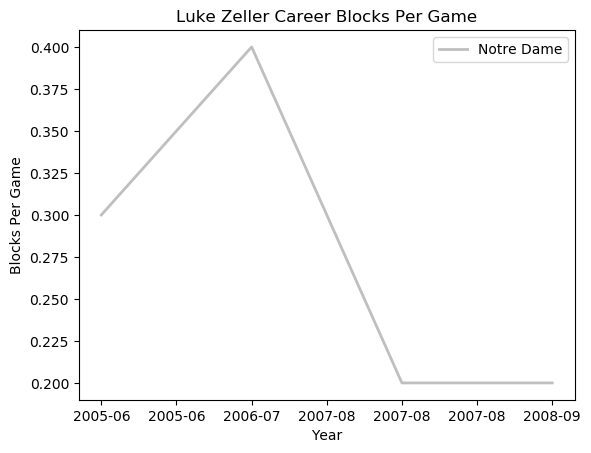 Luke Zeller Career Blocks Per Game
Notre Dame
Blocks Per Game
0.400
0.375
0.350
0.325
0.300
0.275
0.250
0.225
0.200
2005-06 2005-06 2006-07 2007-08 2007-08 2007-08 2008-09
Year